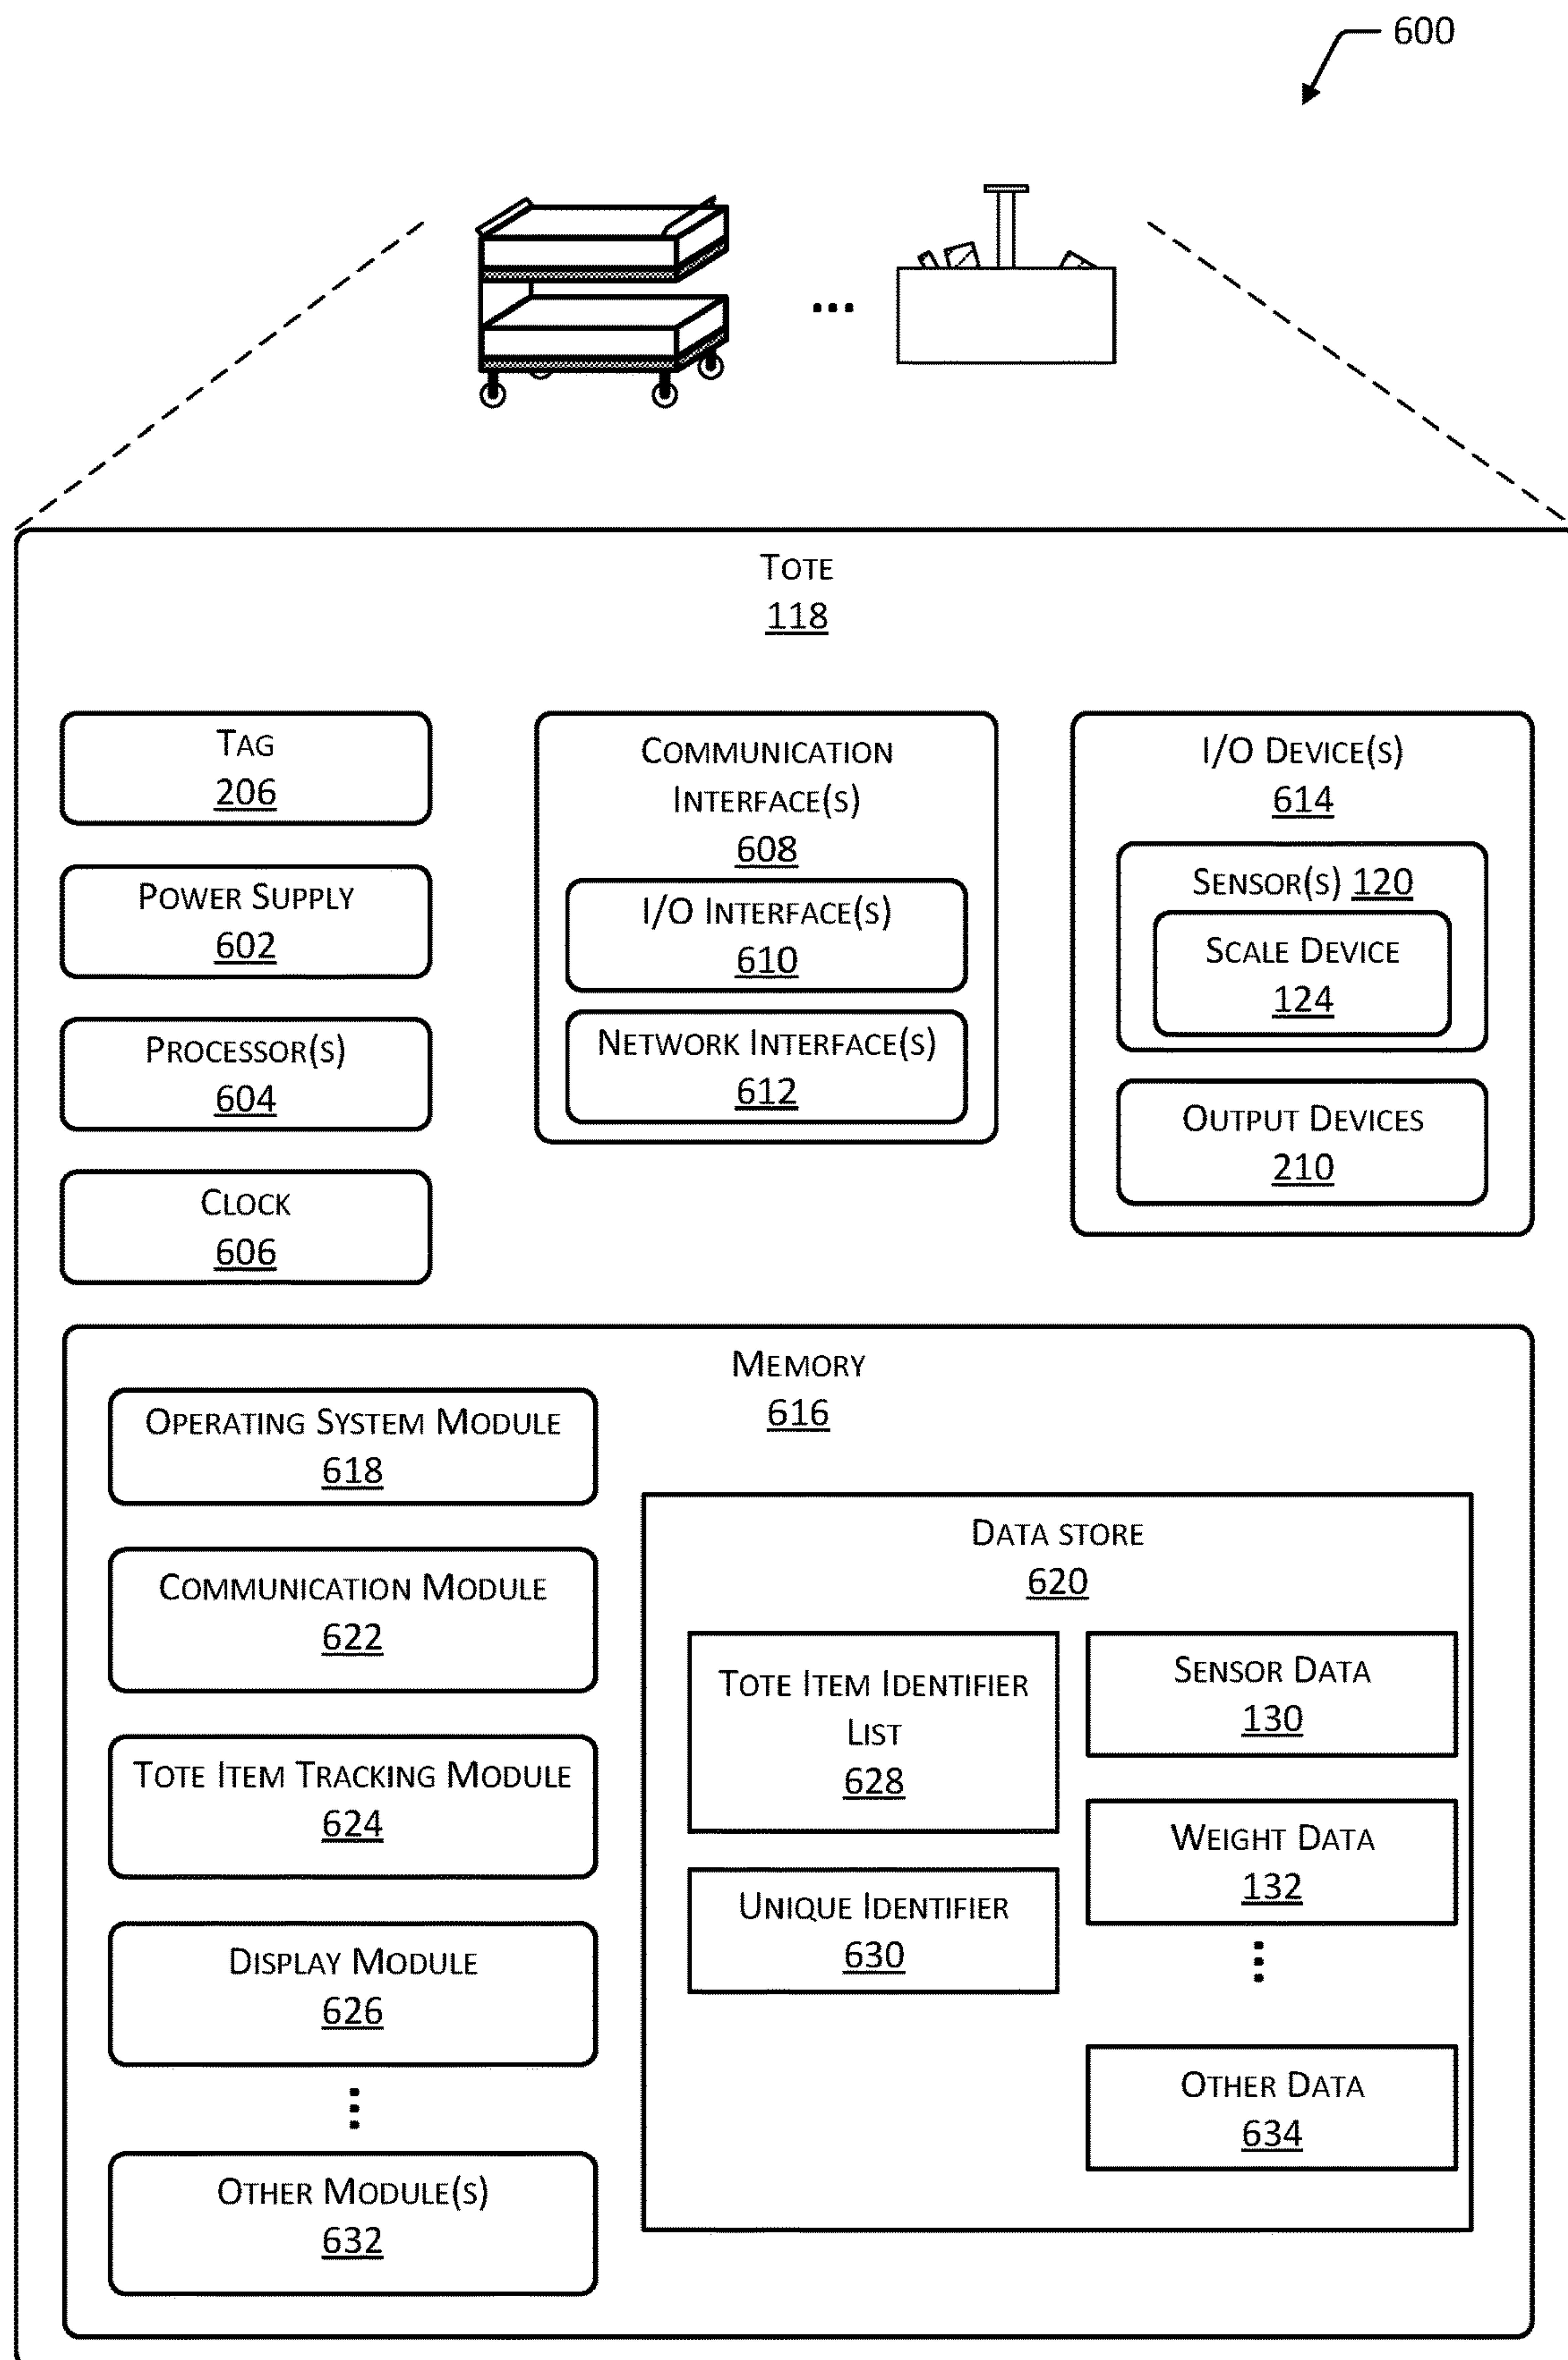 600
TOTE
118
TAG
206
POWER SUPPLY
602
PROCESSOR(S)
604
CLOCK
606
COMMUNICATION
INTERFACE(S)
608
I/O INTERFACE(S)
610
NETWORK INTERFACE(S)
612
I/O DEVICE(S)
614
SENSOR(S) 120
SCALE DEVICE
124
OUTPUT DEVICES
210
MEMORY
616
OPERATING SYSTEM MODULE
618
COMMUNICATION MODULE
622
TOTE ITEM TRACKING MODULE
624
DISPLAY MODULE
626
OTHER MODULE(S)
632
DATA STORE
620
TOTE ITEM IDENTIFIER
LIST
628
UNIQUE IDENTIFIER
630
SENSOR DATA
130
WEIGHT DATA
132
OTHER DATA
634